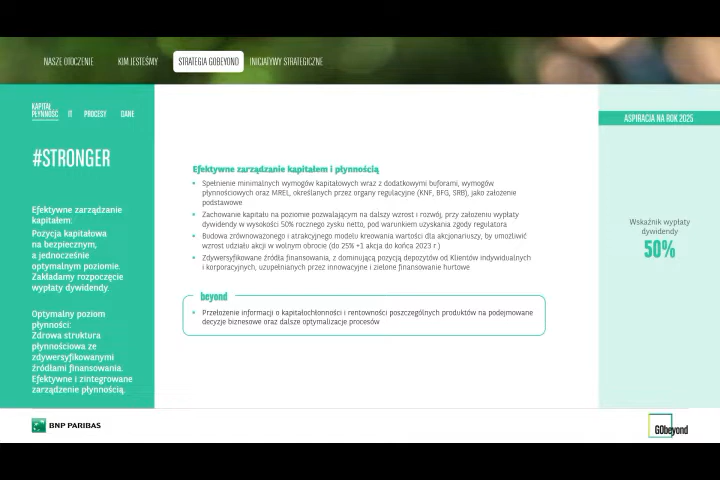 NASZE OTOCZENIE KIM JESTEŚMY STRATEGIA GOBEYOND INICJATYWY STRATEGICZNE
KAPITAŁ
PŁYNNOŚĆ IT PROCESY DANE
#STRONGER
Efektywne zarządzanie
kapitałem:
Pozycja kapitałowa
na bezpiecznym,
a jednocześnie
optymalnym poziomie.
Zakładamy rozpoczęcie
wypłaty dywidendy.
Optymalny poziom
płynności:
Zdrowa struktura
płynnościowa ze
zdywersyfikowanymi
źródłami finansowania.
Efektywne i zintegrowane
zarządzenie płynnością.
Efektywne zarządzanie kapitałem i płynnością
• Spełnienie minimalnych wymogów kapitałowych wraz z dodatkowymi buforami, wymogów
płynnościowych oraz MREL, określanych przez organy regulacyjne (KNF, BFG, SRB), jako założenie
podstawowe
• Zachowanie kapitału na poziomie pozwalającym na dalszy wzrost i rozwój, przy założeniu wypłaty
dywidendy w wysokości 50% rocznego zysku netto, pod warunkiem uzyskania zgody regulatora
• Budowa zrównoważonego i atrakcyjnego modelu kreowania wartości dla akcjonariuszy, by umożliwić
wzrost udziału akcji w wolnym obrocie (do 25% +1 akcja do końca 2023 r.)
• Zdywersyfikowane źródła finansowania, z dominującą pozycją depozytów od Klientów indywidualnych
i korporacyjnych, uzupełnianych przez innowacyjne i zielone finansowanie hurtowe
beyond
• Przełożenie informacji o kapitałochłonności i rentowności poszczególnych produktów na podejmowane
decyzje biznesowe oraz dalsze optymalizacje procesów
ASPIRACJA NA ROK 2025
Wskaźnik wypłaty
dywidendy
50%
BNP PARIBAS
GObeyond